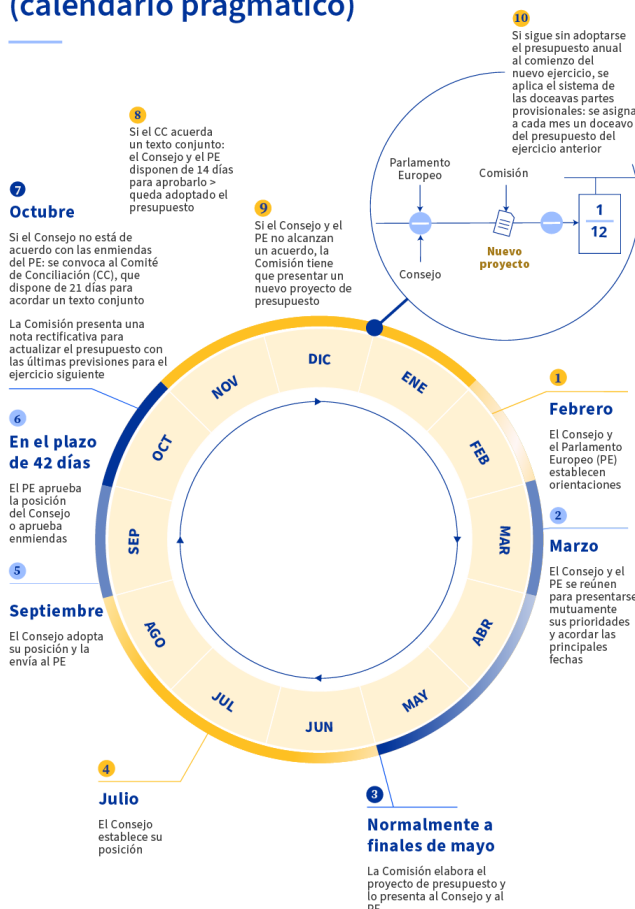 (calendario pragmático)
10
Si sigue sin adoptarse
el presupuesto anual
al comienzo del
nuevo ejercicio, se
aplica el sistema de
las doceavas partes
provisionales: se asigna
a cada mes un doceavo
del presupuesto del
ejercicio anterior
8
Si el CC acuerda
un texto conjunto:
el Consejo y el PE
disponen de 14 días
para aprobarlo >
queda adoptado el
presupuesto
Parlamento
Europeo
Comisión
Consejo
Nuevo
proyecto
1
12
7
Octubre
Si el Consejo no está de
acuerdo con las enmiendas
del PE: se convoca al Comité
de Conciliación (CC), que
dispone de 21 días para
acordar un texto conjunto
La Comisión presenta una
nota rectificativa para
actualizar el presupuesto con
las últimas previsiones para el
ejercicio siguiente
9
Si el Consejo y el
PE no alcanzan
un acuerdo, la
Comisión tiene
que presentar un
nuevo proyecto de
presupuesto
DIC
ENE
FEB
MAR
ABR
MAY
JUN
JUL
AGO
SEP
OCT
NOV
1
Febrero
El Consejo y
el Parlamento
Europeo (PE)
establecen
orientaciones
6
En el plazo
de 42 días
El PE aprueba
la posición
del Consejo
o aprueba
enmiendas
2
Marzo
El Consejo y el
PE se reúnen
para presentarse
mutuamente
sus prioridades
y acordar las
principales
fechas
5
Septiembre
El Consejo adopta
su posición y la
envía al PE
4
Julio
El Consejo
establece su
posición
3
Normalmente a
finales de mayo
La Comisión elabora el
proyecto de presupuesto y
lo presenta al Consejo y al
PE